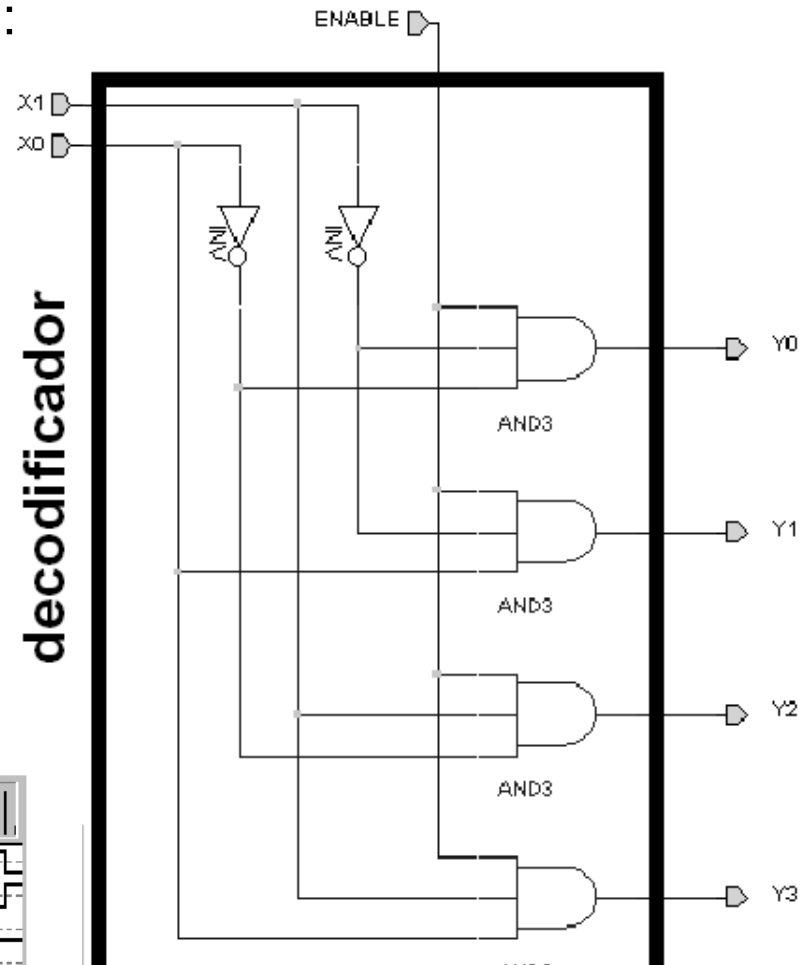 :
ENABLE
X1
X0
INV
INV
decodificador
Y0
AND3
Y1
AND3
Y2
AND3
Y3